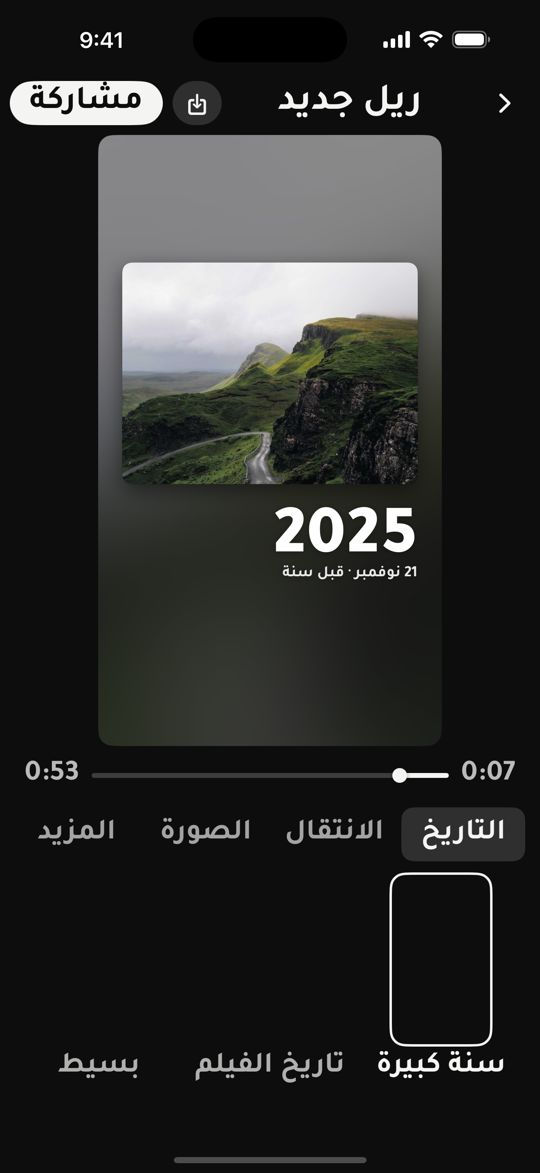 9:41
ريل جديد
مشاركة
2025
21 نوفمبر · قبل سنة
0:07
0:53
التاريخ
الانتقال
الصورة
المزيد
سنة كبيرة
تاريخ الفيلم
بسيط